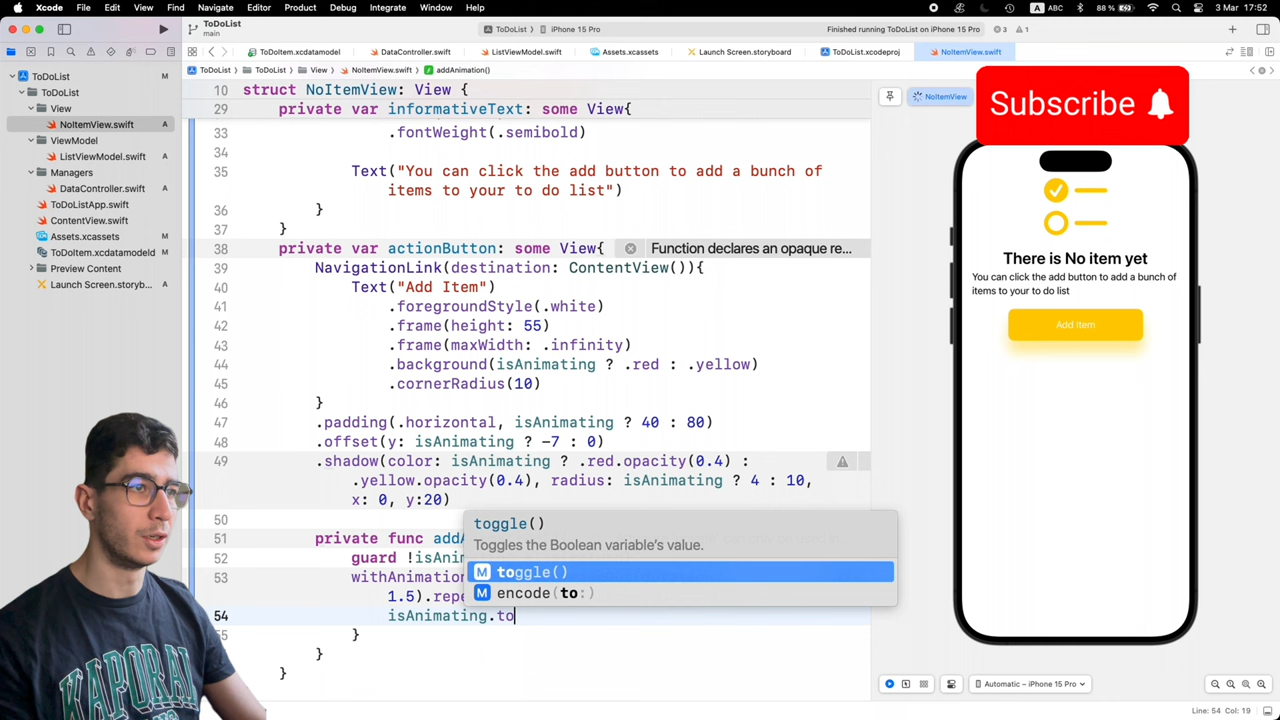 Xcode File Edit View Find Navigate Editor Product Debug Integrate Window Help
A ABC 88 % 3 Mar 17:52
ToDoList
main
ToDoList 〉 iPhone 15 Pro
Finished running ToDoList on iPhone 15 Pro 3 1
ToDoItem.xcdatamodel DataController.swift ListViewModel.swift Assets.xcassets Launch Screen.storyboard ToDoList.xcodeproj NoItemView.swift
ToDoList 〉 ToDoList 〉 View 〉 NoItemView.swift 〉 addAnimation()
ToDoList M
ToDoList
View
NoItemView.swift A
ViewModel
ListViewModel.swift A
Managers
DataController.swift A
ToDoListApp.swift
ContentView.swift
Assets.xcassets M
ToDoItem.xcdatamodeld M
Preview Content
Launch Screen.storyb... A
10 struct NoItemView: View {
29 private var informativeText: some View{
33 .fontWeight(.semibold)
34
35 Text("You can click the add button to add a bunch of
items to your to do list")
36 }
37 }
38 private var actionButton: some View{ Function declares an opaque re...
39 NavigationLink(destination: ContentView()){
40 Text("Add Item")
41 .foregroundStyle(.white)
42 .frame(height: 55)
43 .frame(maxWidth: .infinity)
44 .background(isAnimating ? .red : .yellow)
45 .cornerRadius(10)
46 }
47 .padding(.horizontal, isAnimating ? 40 : 80)
48 .offset(y: isAnimating ? -7 : 0)
49 .shadow(color: isAnimating ? .red.opacity(0.4) :
.yellow.opacity(0.4), radius: isAnimating ? 4 : 10,
x: 0, y:20)
50
51 private func add
52 guard !isAni
53 withAnimation
1.5).repe
54 isAnimating.to
55 }
}
}
toggle()
Toggles the Boolean variable’s value.
M toggle()
M encode(to:)
NoItemView
Subscribe
There is No item yet
You can click the add button to add a bunch of
items to your to do list
Add Item
Automatic – iPhone 15 Pro
Line: 54 Col: 19
KAPORAL